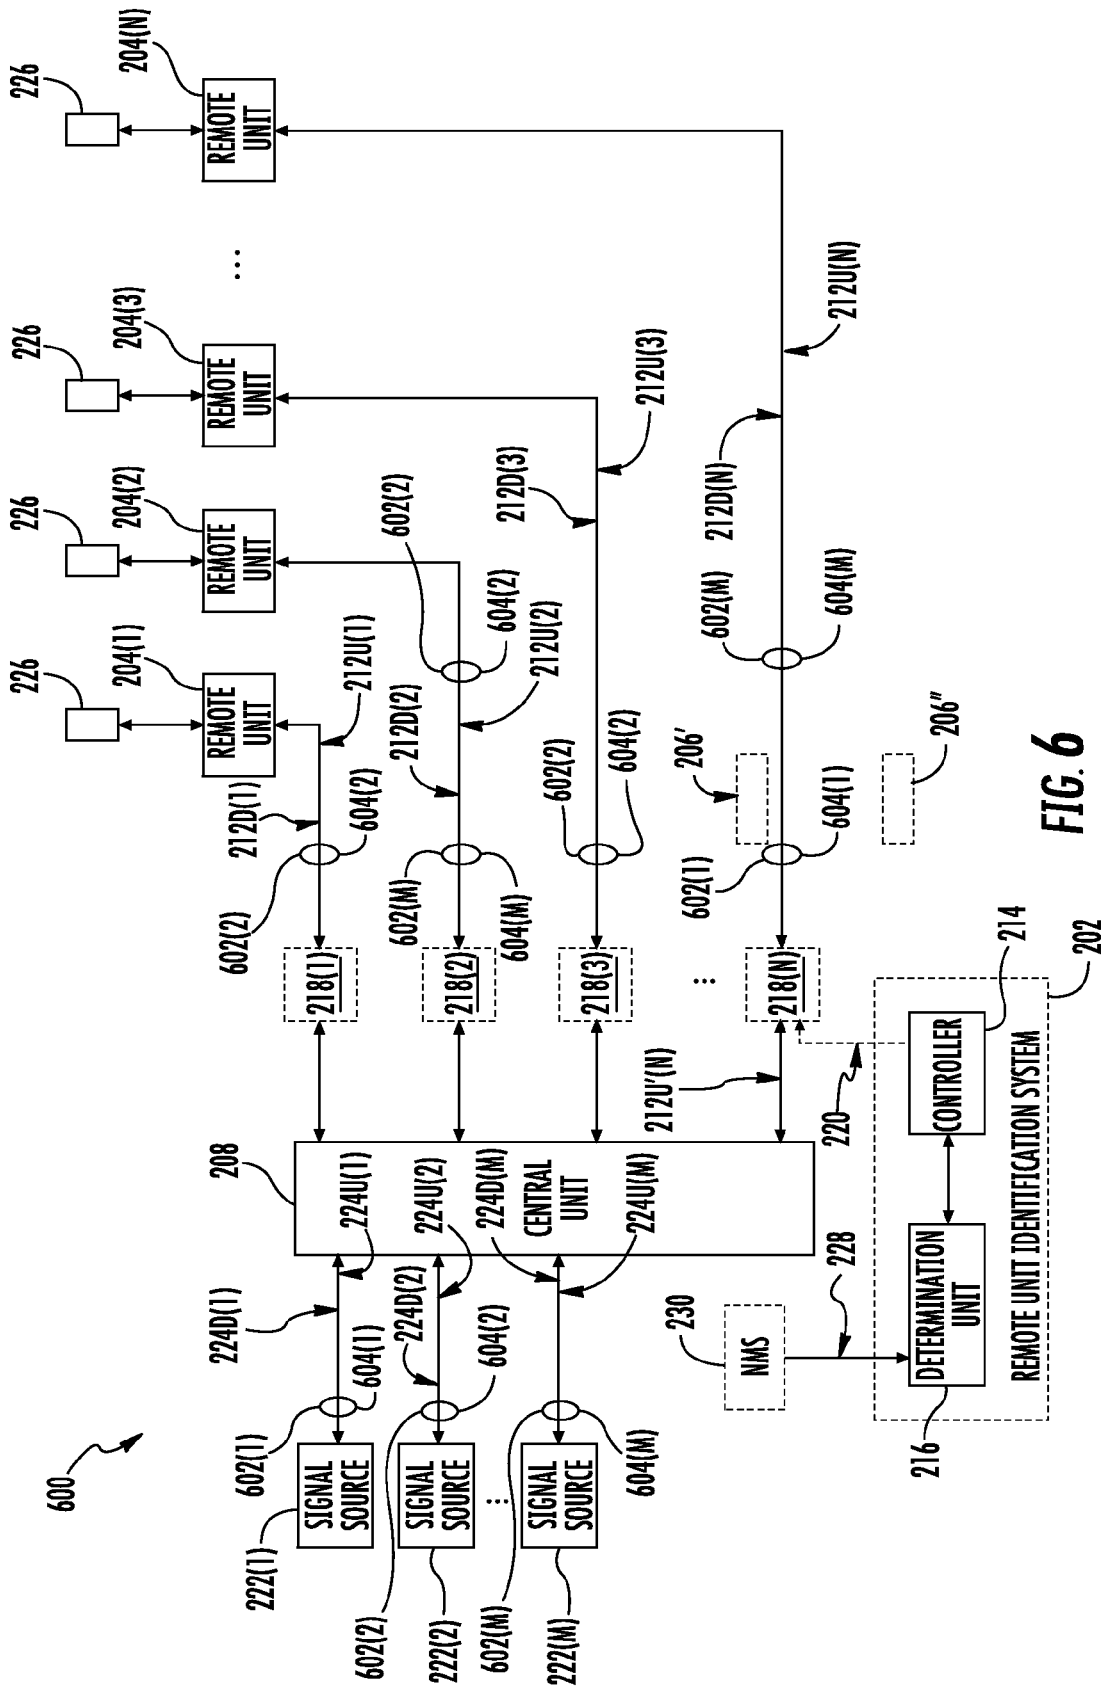 600
222(1)
602(1)
604(1)
224D(1)
SIGNAL
SOURCE
602(2)
222(2)
SIGNAL
SOURCE
224D(2)
604(2)
...
602(M)
222(M)
SIGNAL
SOURCE
604(M)
208
224U(1)
224U(2)
224D(M)
CENTRAL
UNIT
224U(M)
212U'(N)
218(1)
218(2)
218(3)
...
218(N)
602(2)
212D(1)
604(2)
212U(1)
602(M)
604(M)
212D(2)
602(2)
604(2)
212U(2)
602(2)
604(2)
212D(3)
212U(3)
602(1)
604(1)
206'
206"
602(M)
604(M)
212D(N)
212U(N)
226
204(1)
REMOTE
UNIT
226
204(2)
REMOTE
UNIT
226
204(3)
REMOTE
UNIT
...
226
204(N)
REMOTE
UNIT
230
NMS
228
220
216
DETERMINATION
UNIT
CONTROLLER
214
REMOTE UNIT IDENTIFICATION SYSTEM
202
FIG. 6